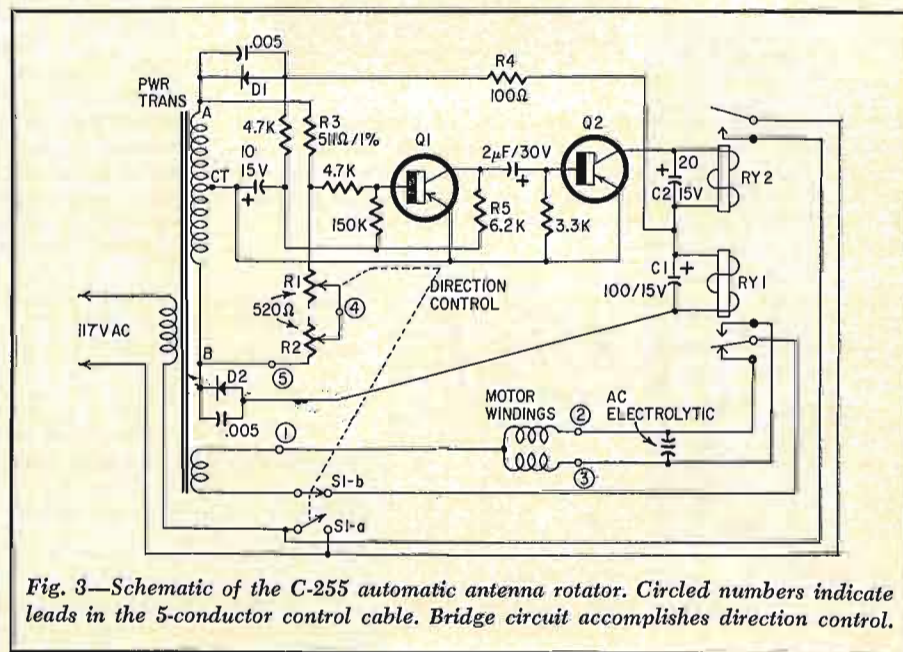 .005
D1
R4
100Ω
PWR
TRANS
A
4.7K
R3
511Ω/1%
Q1
Q2
10
15V
+
CT
4.7K
2µF/30V
+
150K
R5
6.2K
3.3K
+
20
C2
15V
RY2
R1
520Ω
R2
4
DIRECTION
CONTROL
C1
+
100/15V
RY1
117V AC
B
5
D2
.005
1
MOTOR
WINDINGS
2
AC
ELECTROLYTIC
3
S1-b
S1-a
Fig. 3—Schematic of the C-255 automatic antenna rotator. Circled numbers indicate
leads in the 5-conductor control cable. Bridge circuit accomplishes direction control.